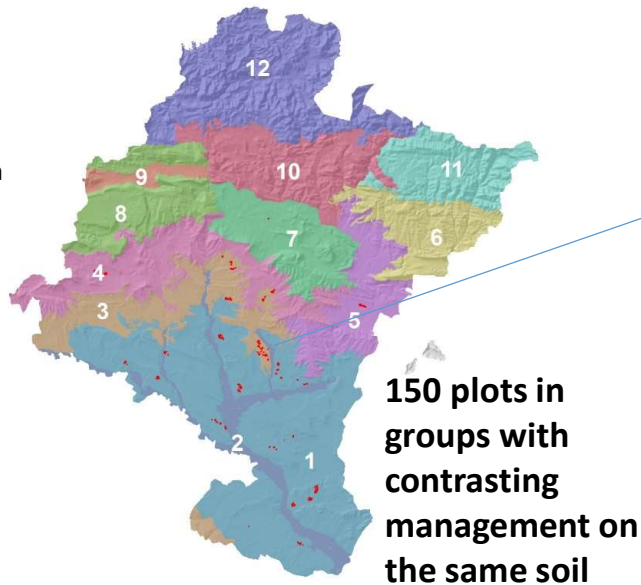 12
n
10
11
9
8
6
7
4
3
5
2
1
150 plots in
groups with
contrasting
management on
the same soil